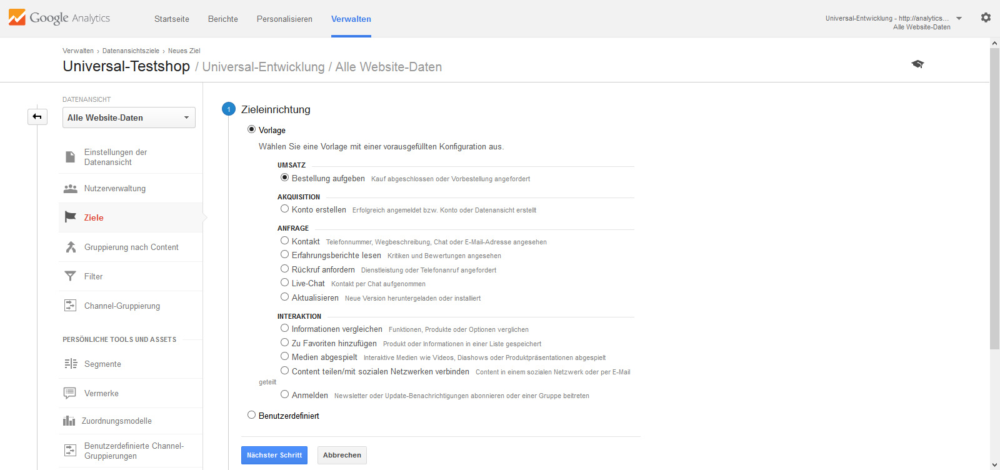 Google Analytics
Startseite Berichte Personalisieren Verwalten
Universal-Entwicklung - http://analytics...
Alle Website-Daten
Verwalten › Datenansichtsziele › Neues Ziel
Universal-Testshop / Universal-Entwicklung / Alle Website-Daten
DATENANSICHT
Alle Website-Daten
Einstellungen der
Datenansicht
Nutzerverwaltung
Ziele
Gruppierung nach Content
Filter
Channel-Gruppierung
PERSÖNLICHE TOOLS UND ASSETS
Segmente
Vermerke
Zuordnungsmodelle
Benutzerdefinierte Channel-
Gruppierungen
1 Zieleinrichtung
Vorlage
Wählen Sie eine Vorlage mit einer vorausgefüllten Konfiguration aus.
UMSATZ
Bestellung aufgeben Kauf abgeschlossen oder Vorbestellung angefordert
AKQUISITION
Konto erstellen Erfolgreich angemeldet bzw. Konto oder Datenansicht erstellt
ANFRAGE
Kontakt Telefonnummer, Wegbeschreibung, Chat oder E-Mail-Adresse angesehen
Erfahrungsberichte lesen Kritiken und Bewertungen angesehen
Rückruf anfordern Dienstleistung oder Telefonanruf angefordert
Live-Chat Kontakt per Chat aufgenommen
Aktualisieren Neue Version heruntergeladen oder installiert
INTERAKTION
Informationen vergleichen Funktionen, Produkte oder Optionen verglichen
Zu Favoriten hinzufügen Produkt oder Informationen in einer Liste gespeichert
Medien abgespielt Interaktive Medien wie Videos, Diashows oder Produktpräsentationen abgespielt
Content teilen/mit sozialen Netzwerken verbinden Content in einem sozialen Netzwerk oder per E-Mail
geteilt
Anmelden Newsletter oder Update-Benachrichtigungen abonnieren oder einer Gruppe beitreten
Benutzerdefiniert
Nächster Schritt Abbrechen